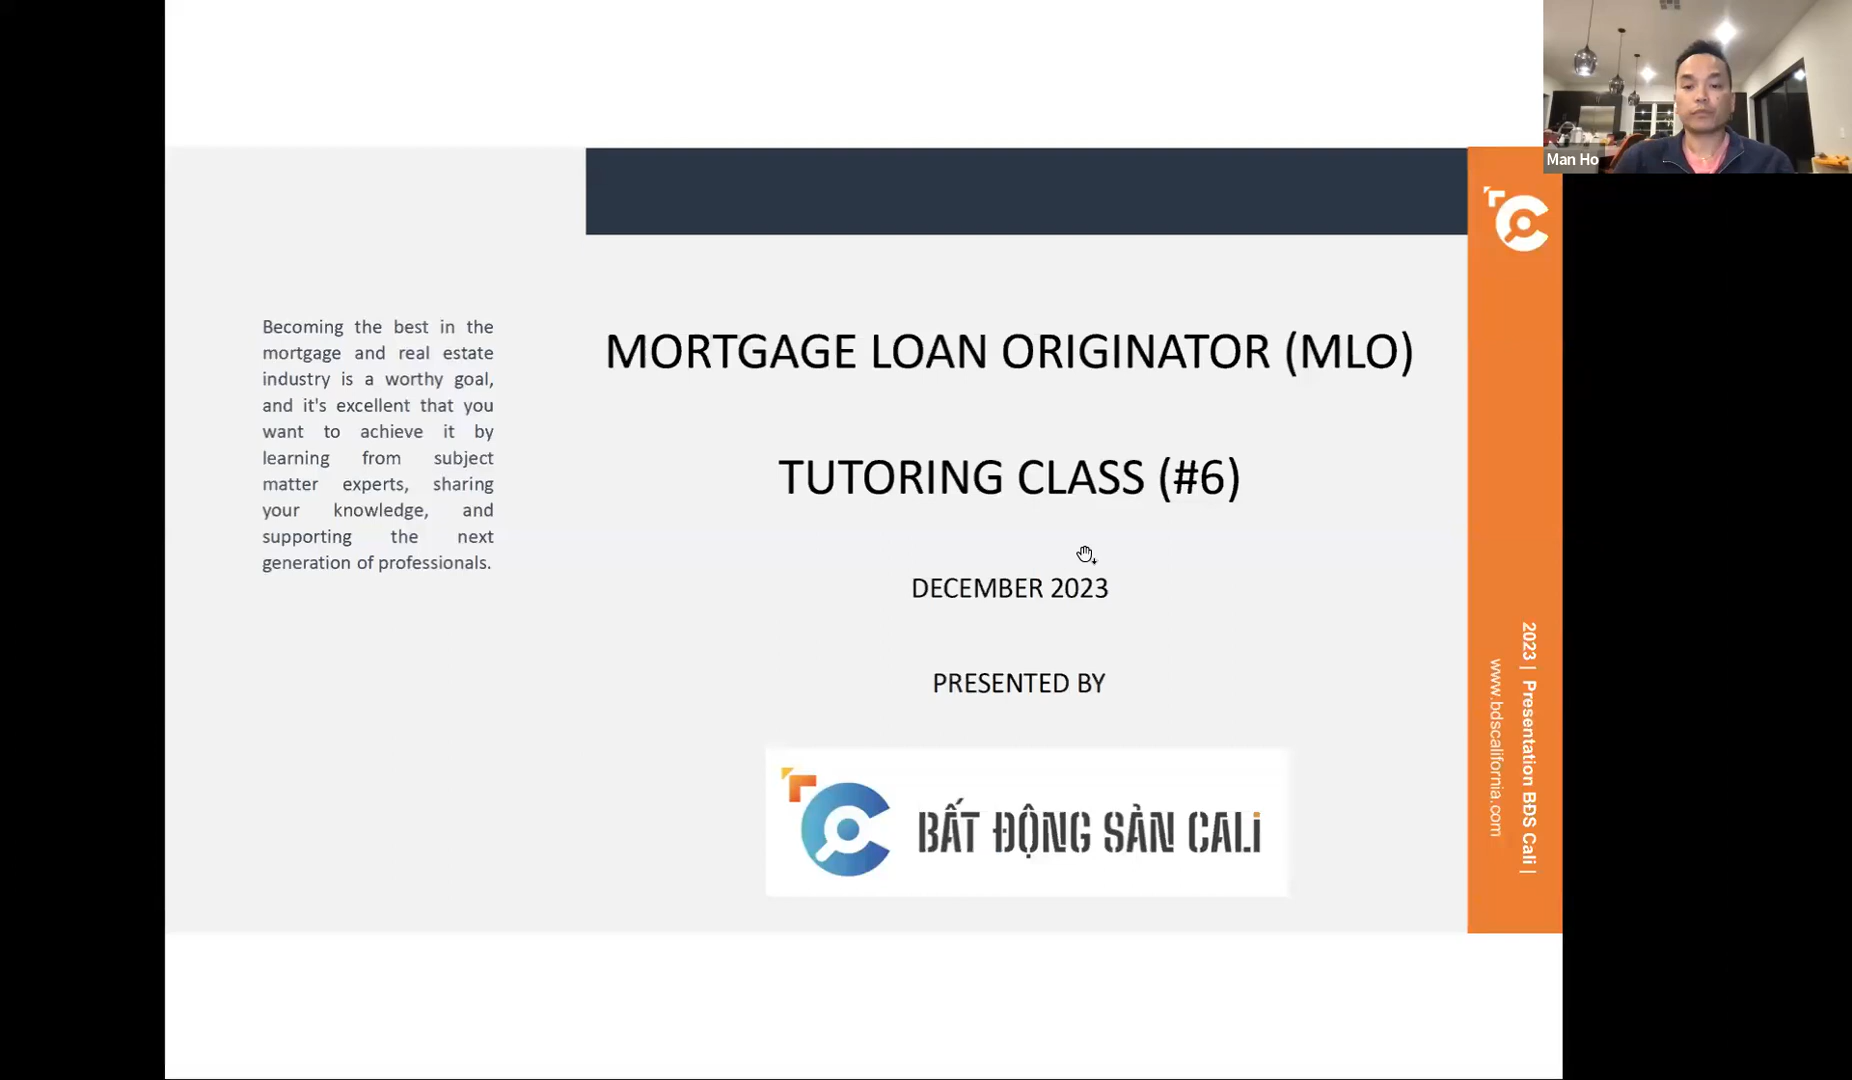 Man Ho
Becoming the best in the
mortgage and real estate
industry is a worthy goal,
and it's excellent that you
want to achieve it by
learning from subject
matter experts, sharing
your knowledge, and
supporting the next
generation of professionals.
MORTGAGE LOAN ORIGINATOR (MLO)
TUTORING CLASS (#6)
DECEMBER 2023
PRESENTED BY
BẤT ĐỘNG SẢN CALi
2023 | Presentation BĐS Cali |
www.bdscalifornia.com